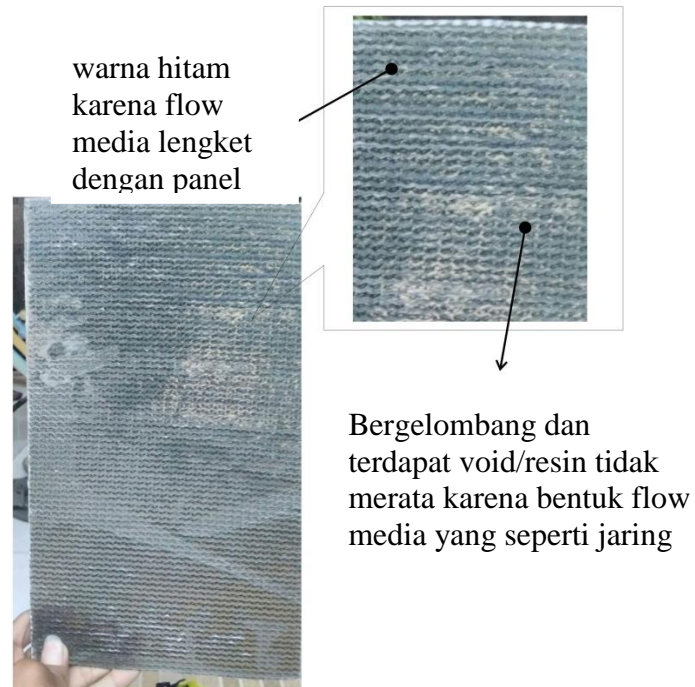 warna hitam
karena flow
media lengket
dengan panel
Bergelombang dan
terdapat void/resin tidak
merata karena bentuk flow
media yang seperti jaring